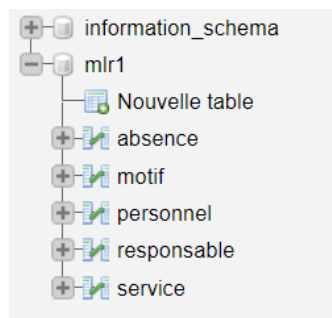 information_schema
mlr1
Nouvelle table
absence
motif
personnel
responsable
service